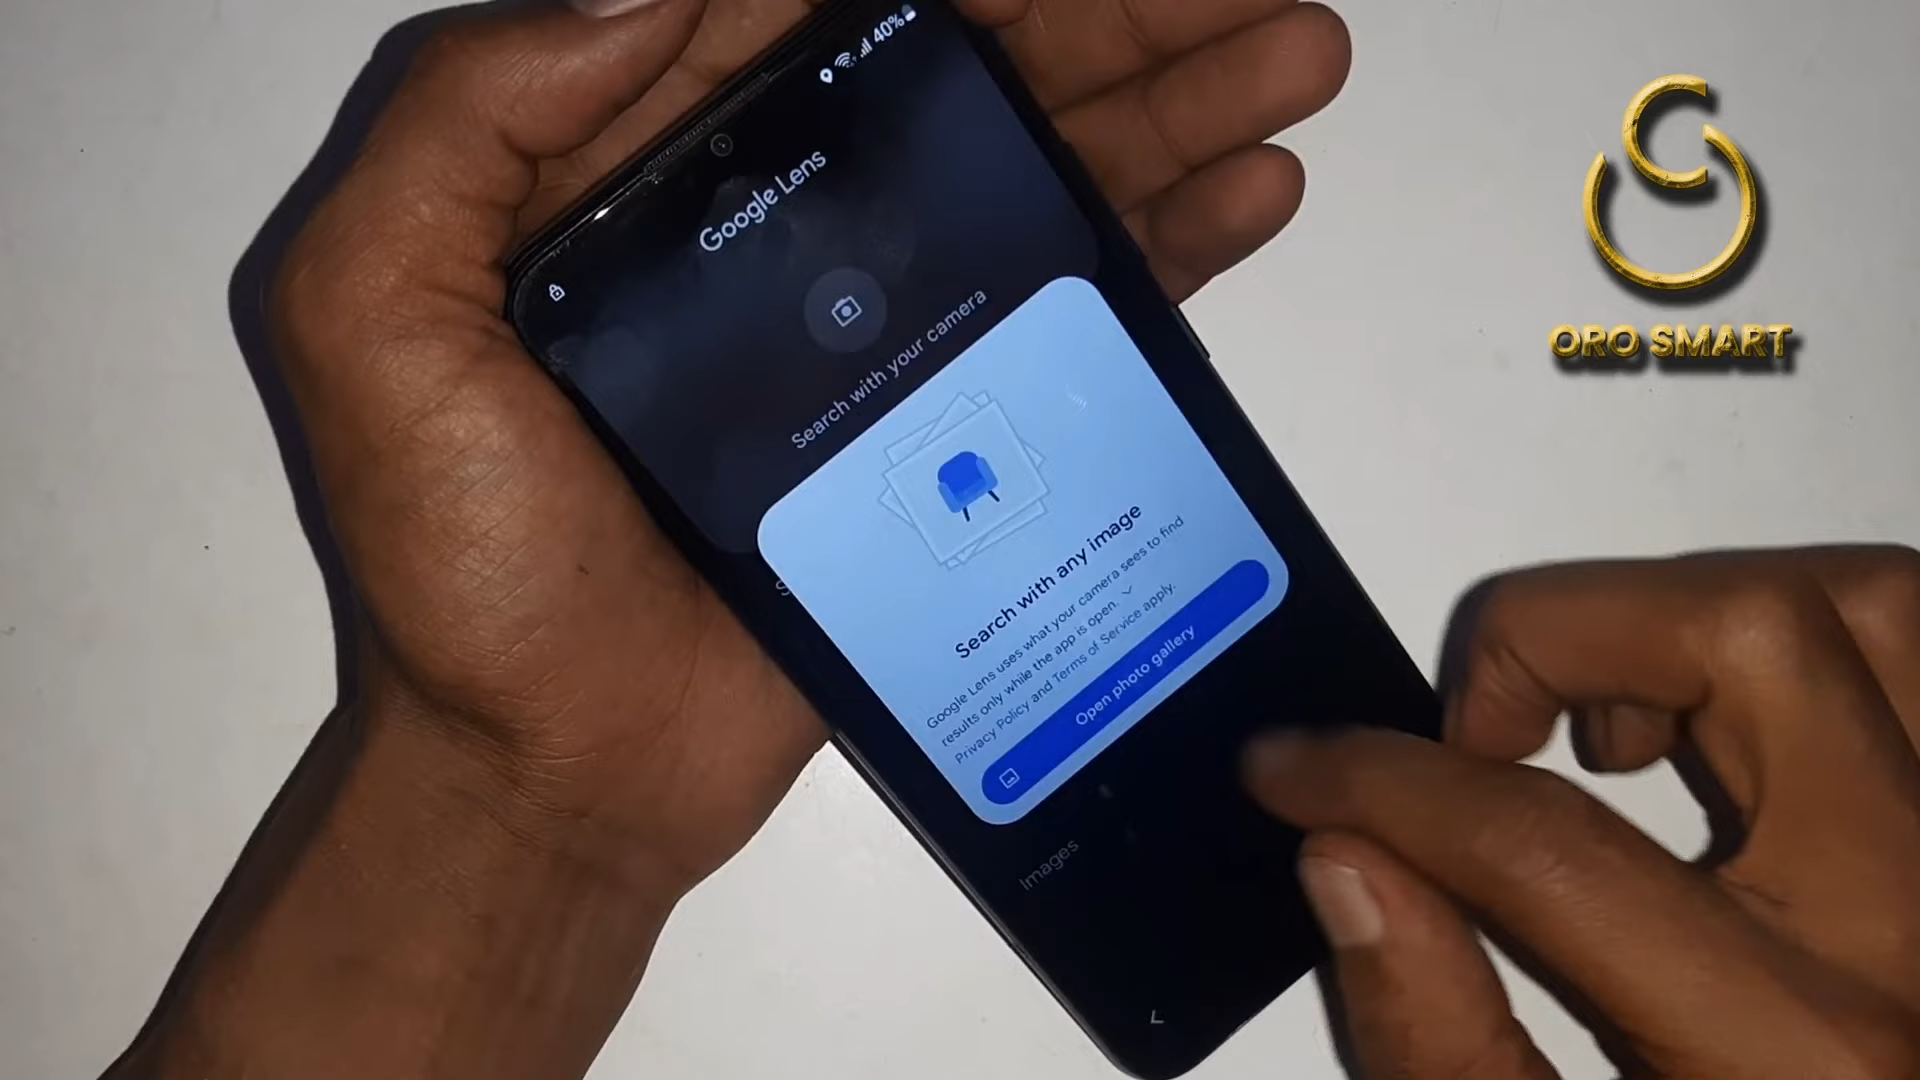 40%
Google Lens
Search with your camera
Search with any image
Google Lens uses what your camera sees to find
results only while the app is open.
Privacy Policy and Terms of Service apply.
Open photo gallery
Images
ORO SMART